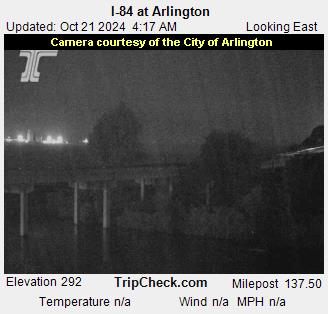 I-84 at Arlington
Updated: Oct 21 2024 4:17 AM Looking East
Camera courtesy of the City of Arlington
Elevation 292 TripCheck.com Milepost 137.50
Temperature n/a Wind n/a MPH n/a